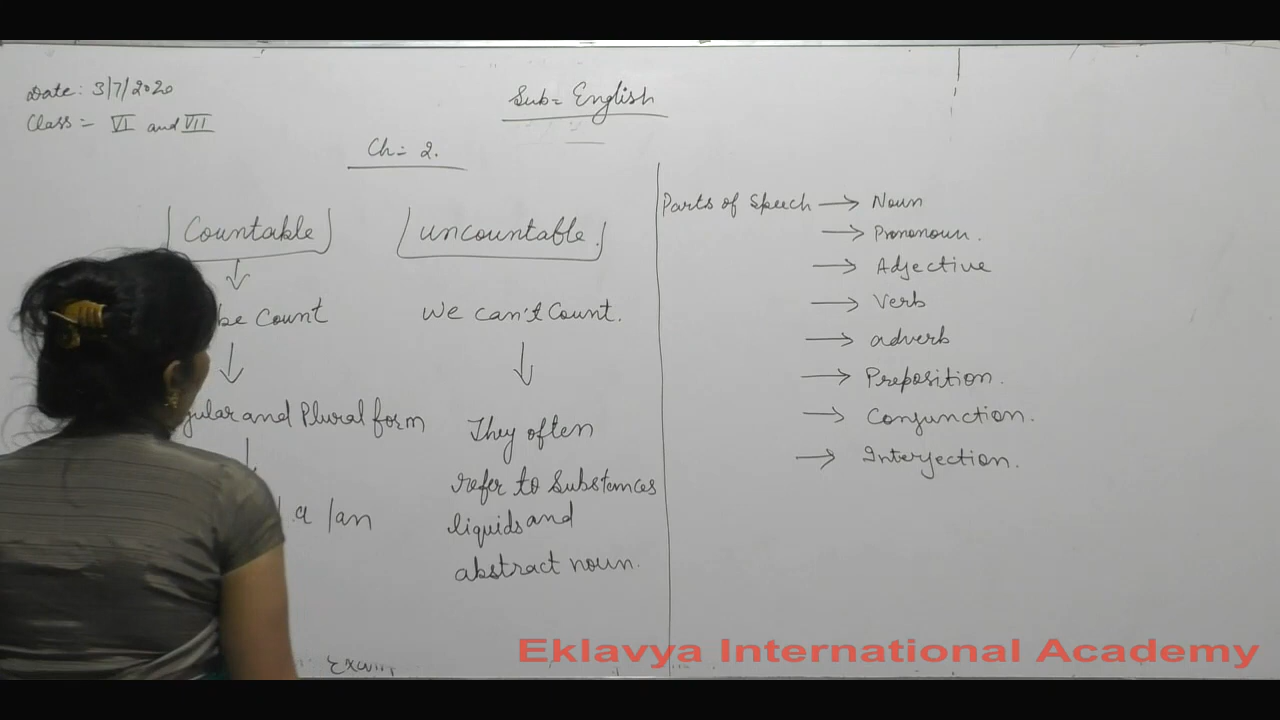 Date: 3/7/2020
Class = VI and VII
Sub = English
Ch = 2.
Countable
uncountable.
be Count
We can't Count.
gular and Plural form
They often
refer to Substances
liquids and
abstract noun.
a / an
Parts of Speech → Noun
→ Prononoun.
→ Adjective
→ Verb
→ adverb
→ Preposition.
→ Conjunction.
→ Interjection.
Eklavya International Academy